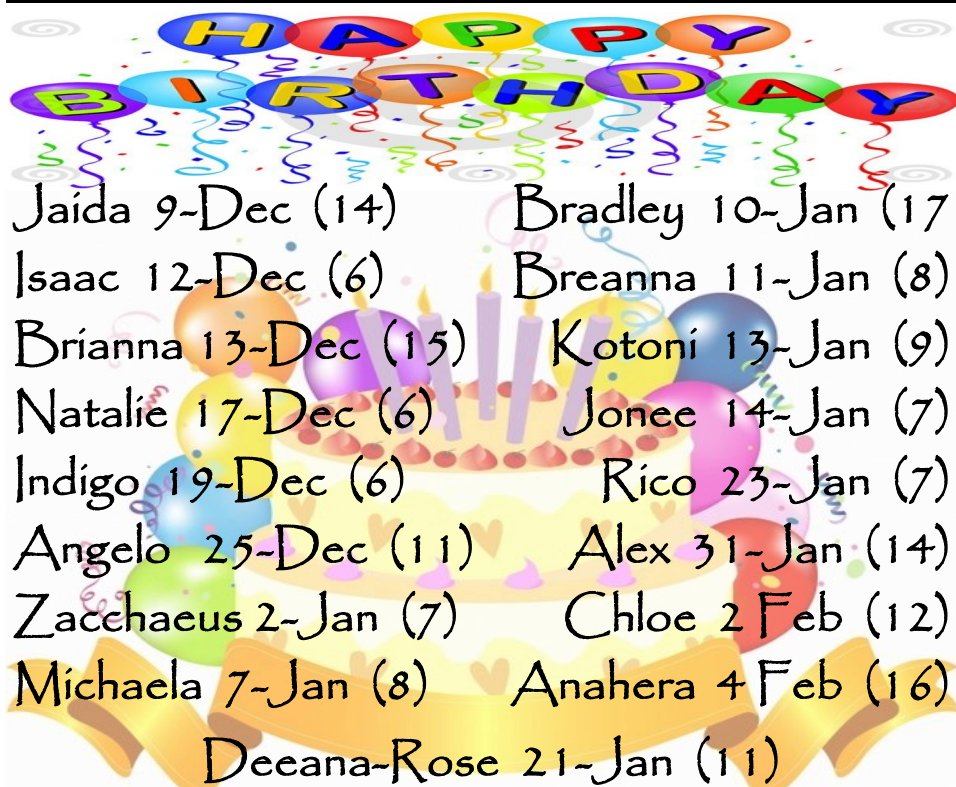 HAPPY
BIRTHDAY
Jaida 9-Dec (14)
Isaac 12-Dec (6)
Brianna 13-Dec (15)
Natalie 17-Dec (6)
Indigo 19-Dec (6)
Angelo 25-Dec (11)
Zacchaeus 2-Jan (7)
Michaela 7-Jan (8)
Bradley 10-Jan (17
Breanna 11-Jan (8)
Kotoni 13-Jan (9)
Jonee 14-Jan (7)
Rico 23-Jan (7)
Alex 31-Jan (14)
Chloe 2 Feb (12)
Anahera 4 Feb (16)
Deeana-Rose 21-Jan (11)